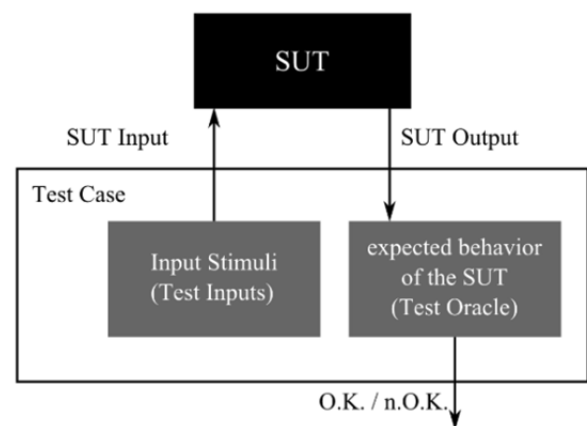 SUT
SUT Input
SUT Output
Test Case
Input Stimuli
(Test Inputs)
expected behavior
of the SUT
(Test Oracle)
O.K. / n.O.K.